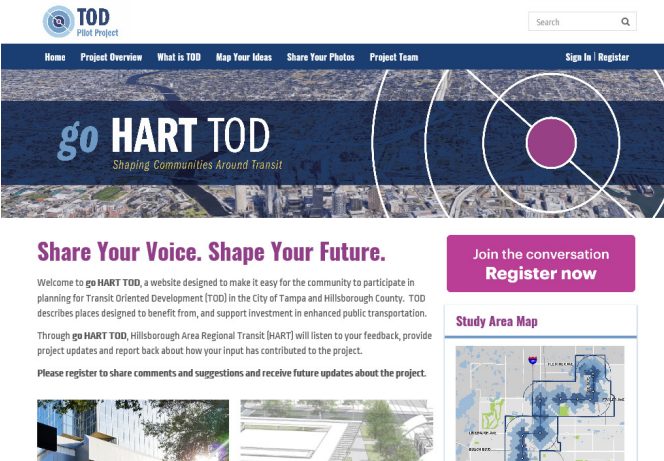 TOD
Pilot Project
Search
Home Project Overview What is TOD Map Your Ideas Share Your Photos Project Team Sign In | Register
go HART TOD
Shaping Communities Around Transit
Share Your Voice. Shape Your Future.
Join the conversation
Register now
Welcome to go HART TOD, a website designed to make it easy for the community to participate in
planning for Transit Oriented Development (TOD) in the City of Tampa and Hillsborough County. TOD
describes places designed to benefit from, and support investment in enhanced public transportation.
Through go HART TOD, Hillsborough Area Regional Transit (HART) will listen to your feedback, provide
project updates and report back about how your input has contributed to the project.
Please register to share comments and suggestions and receive future updates about the project.
Study Area Map